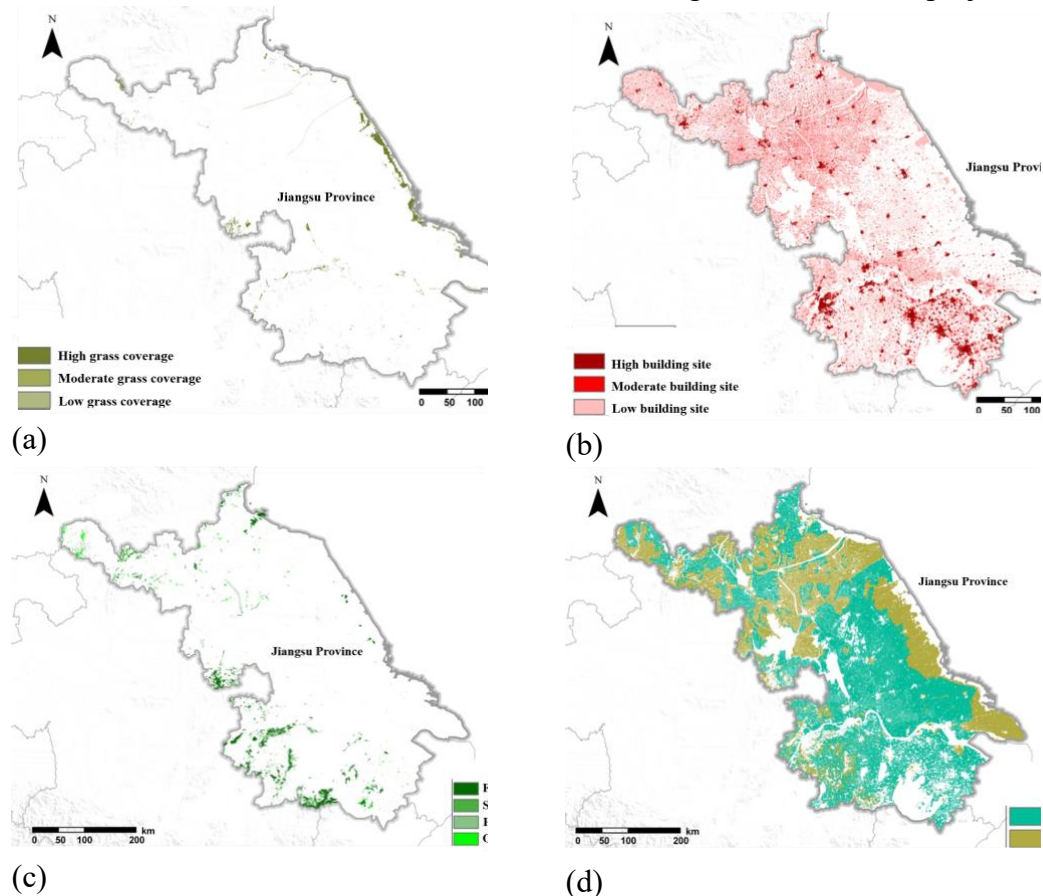 N
Jiangsu Province
High grass coverage
Moderate grass coverage
Low grass coverage
0 50 100
(a)
N
Jiangsu Provi
High building site
Moderate building site
Low building site
0 50 100
(b)
N
Jiangsu Province
0 50 100 200
km
(c)
N
Jiangsu Province
0 50 100 200
km
(d)